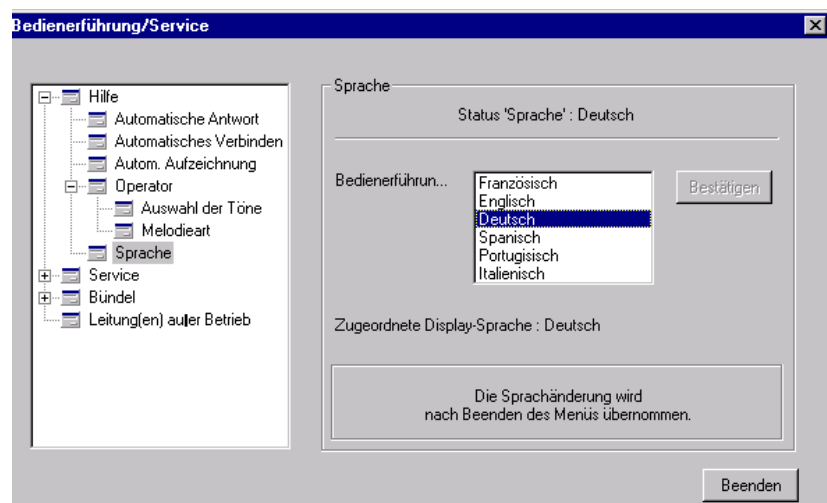 Bedienerführung/Service
Hilfe
Automatische Antwort
Automatisches Verbinden
Autom. Aufzeichnung
Operator
Auswahl der Töne
Melodieart
Sprache
Service
Bündel
Leitung(en) auler Betrieb
Sprache
Status 'Sprache' : Deutsch
Bedienerführun...
Französisch
Englisch
Deutsch
Spanisch
Portugisisch
Italienisch
Bestätigen
Zugeordnete Display-Sprache : Deutsch
Die Sprachänderung wird
nach Beenden des Menüs übernommen.
Beenden